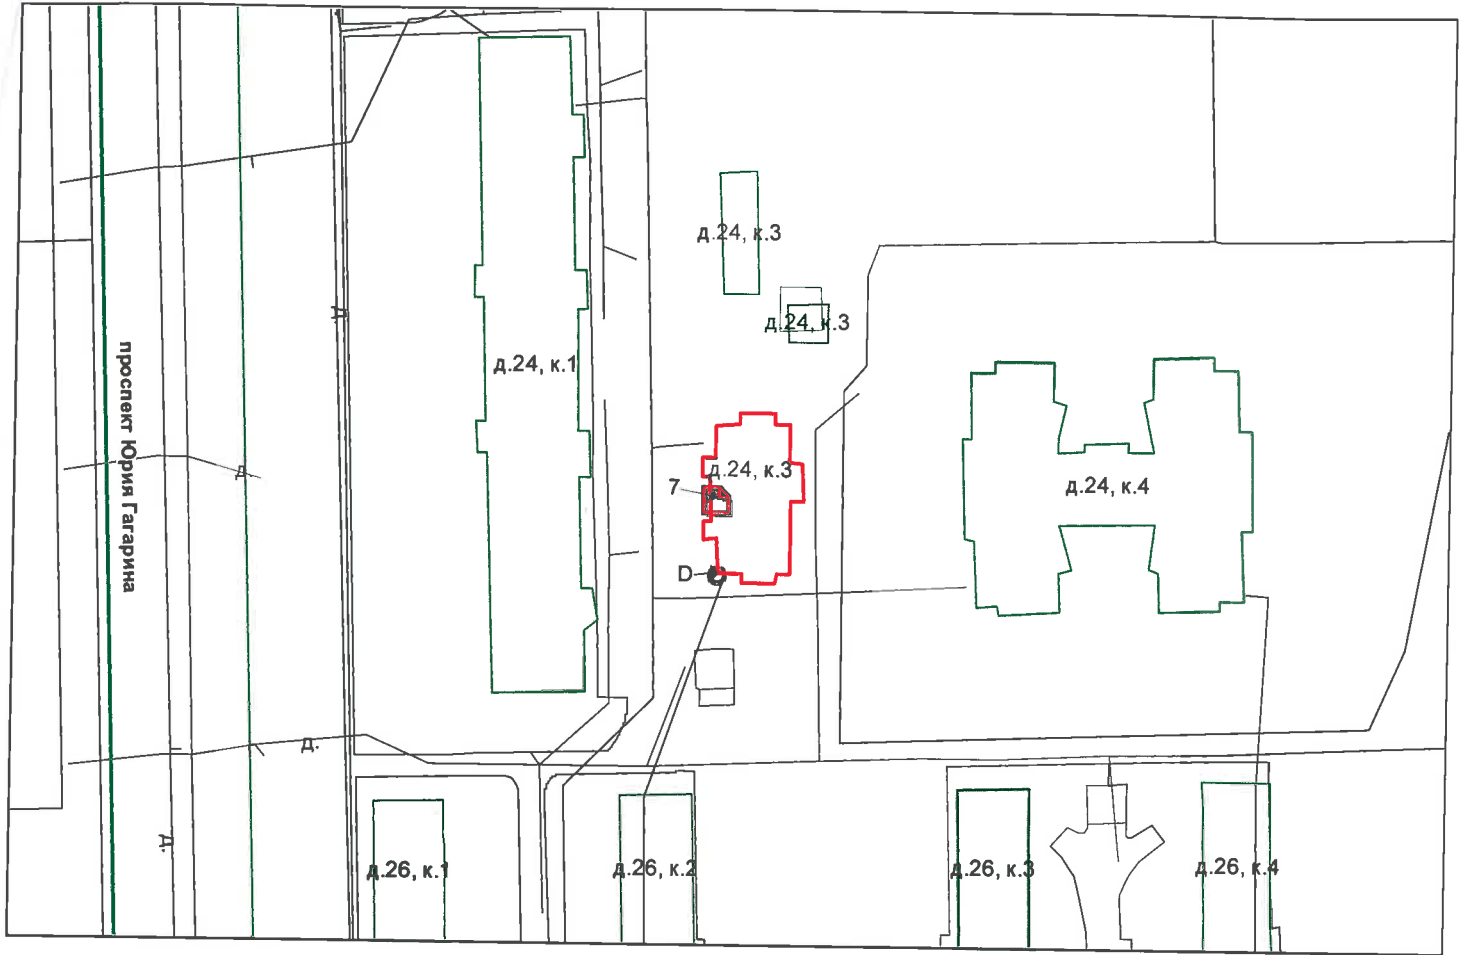 д.24, к.3
д.
д.24, к.3
д.24, к.1
проспект Юрия Гагарина
д.24, к.3
д.
7
д.24, к.4
D
д.
д.
д.26, к.1
д.26, к.2
д.26, к.3
д.26, к.4